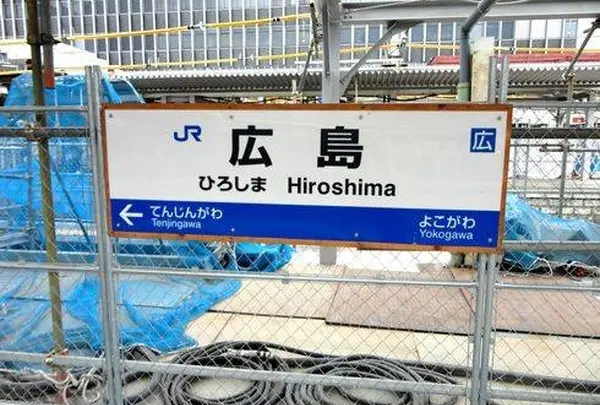 JR 広島 広
ひろしま Hiroshima
← てんじんがわ よこがわ
Tenjingawa Yokogawa